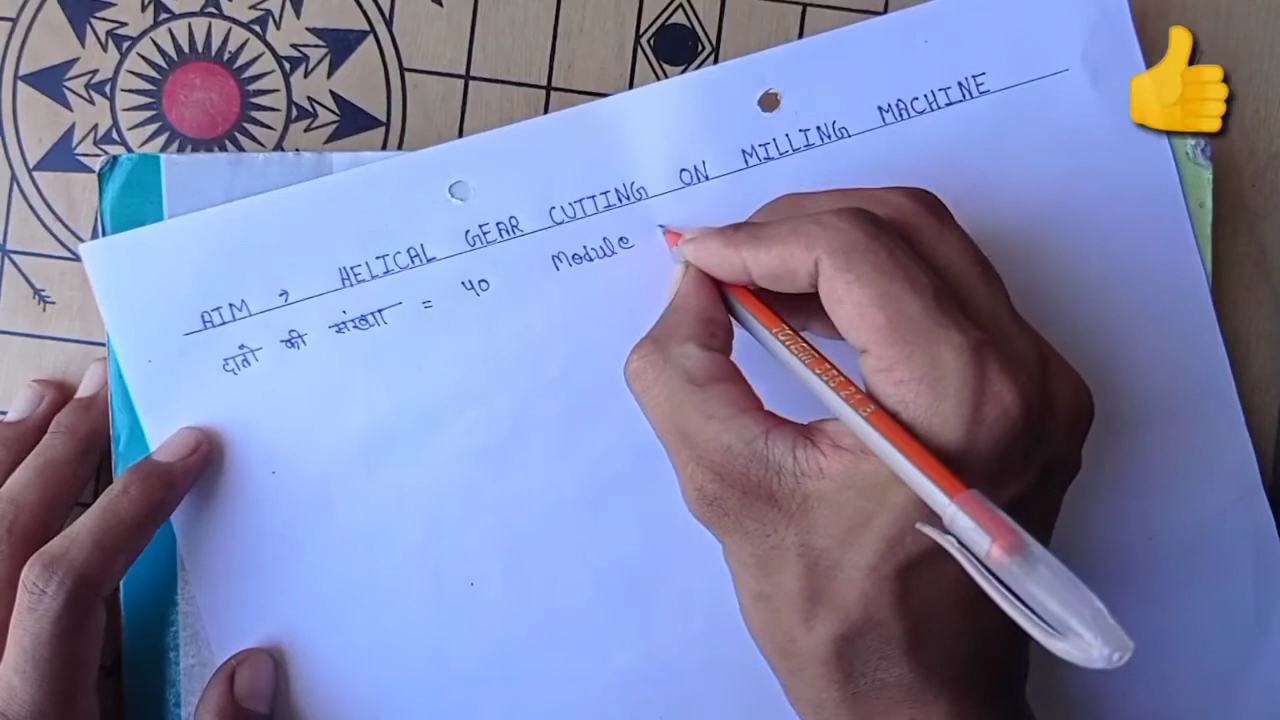 AIM → HELICAL GEAR CUTTING ON MILLING MACHINE
दातो की संख्या = 40 Module